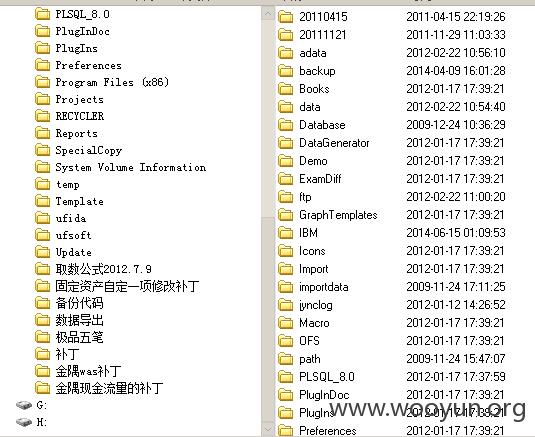 PLSQL_8.0
PlugInDoc
PlugIns
Preferences
Program Files (x86)
Projects
RECYCLER
Reports
SpecialCopy
System Volume Information
temp
Template
ufida
ufsoft
Update
取数公式2012.7.9
固定资产自定一项修改补丁
备份代码
数据导出
极品五笔
补丁
金隅was补丁
金隅现金流量的补丁
G:
H:
20110415 2011-04-15 22:19:26
20111121 2011-11-29 11:03:33
adata 2012-02-22 10:56:10
backup 2014-04-09 16:01:28
Books 2012-01-17 17:39:21
data 2012-02-22 10:54:40
Database 2009-12-24 10:36:29
DataGenerator 2012-01-17 17:39:21
Demo 2012-01-17 17:39:21
ExamDiff 2012-01-17 17:39:21
ftp 2012-02-22 11:00:20
GraphTemplates 2012-01-17 17:39:21
IBM 2014-06-15 01:09:53
Icons 2012-01-17 17:39:21
Import 2012-01-17 17:39:21
importdata 2009-11-24 17:11:25
jynclog 2012-01-12 14:26:52
Macro 2012-01-17 17:39:21
OFS 2012-01-17 17:39:21
path 2009-11-24 15:47:07
PLSQL_8.0 2012-01-17 17:37:59
PlugInDoc 2012-01-17 17:39:21
PlugIns 2012-01-17 17:39:21
Preferences 2012-01-17 17:39:21
www.wooyun.org